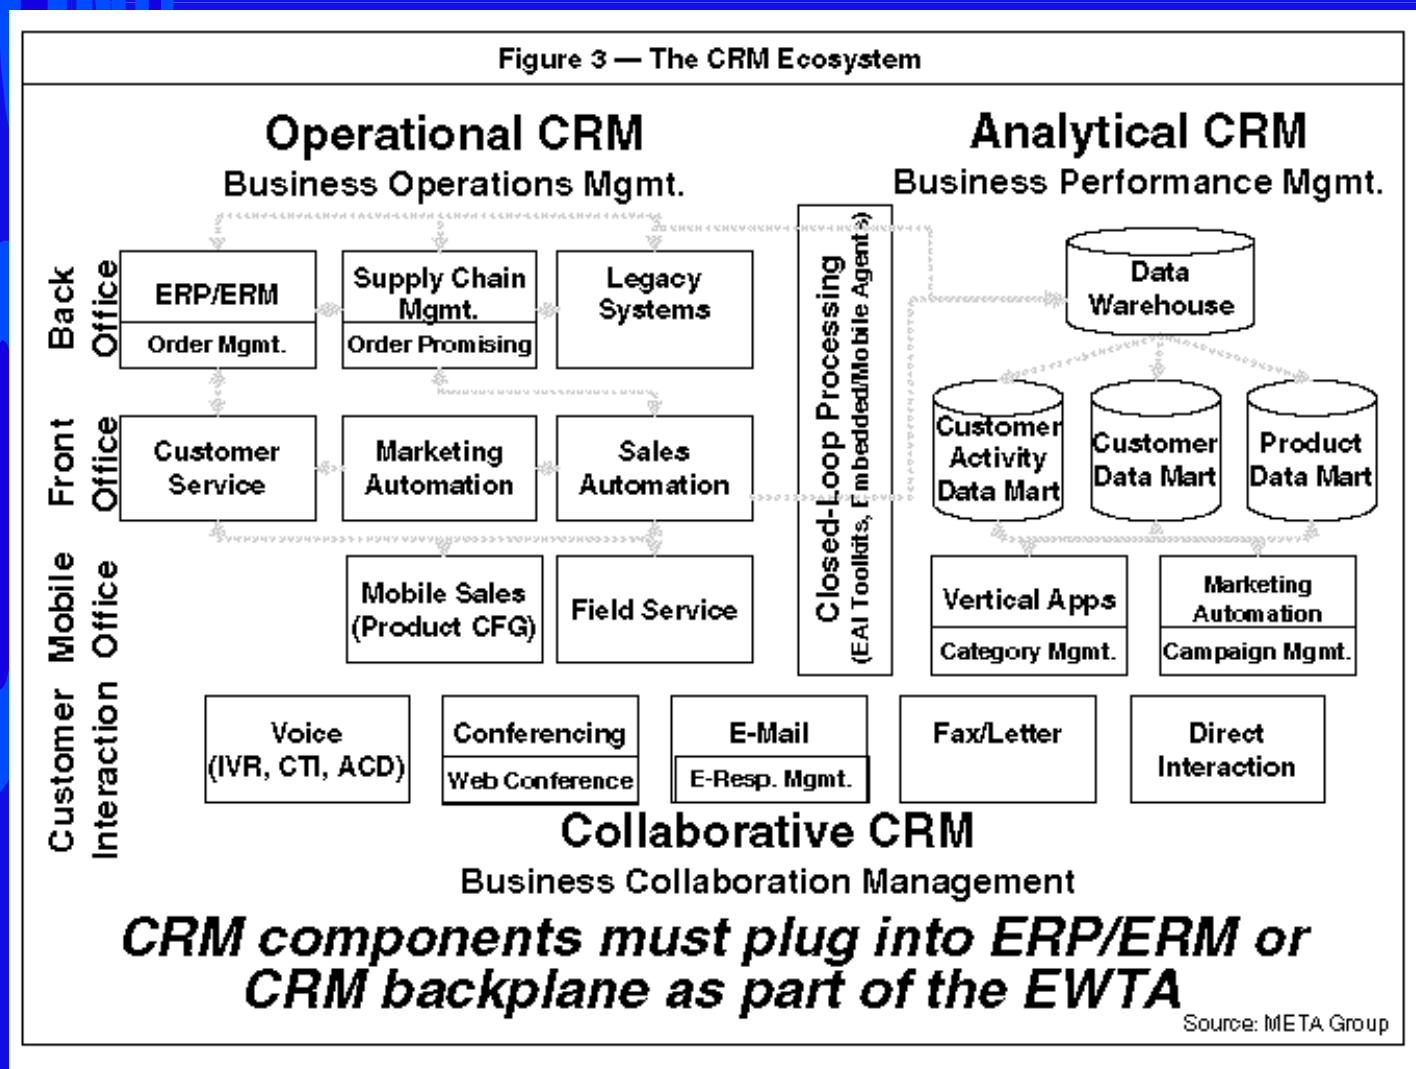 Figure 3 — The CRM Ecosystem
Operational CRM
Business Operations Mgmt.
Analytical CRM
Business Performance Mgmt.
Back
Office
ERP/ERM
Order Mgmt.
Supply Chain
Mgmt.
Order Promising
Legacy
Systems
Front
Office
Customer
Service
Marketing
Automation
Sales
Automation
Mobile
Office
Mobile Sales
(Product CFG)
Field Service
Closed-Loop Processing
(EAI Toolkits, Embedded/Mobile Agents)
Data
Warehouse
Customer
Activity
Data Mart
Customer
Data Mart
Product
Data Mart
Vertical Apps
Category Mgmt.
Marketing
Automation
Campaign Mgmt.
Customer
Interaction
Voice
(IVR, CTI, ACD)
Conferencing
Web Conference
E-Mail
E-Resp. Mgmt.
Fax/Letter
Direct
Interaction
Collaborative CRM
Business Collaboration Management
CRM components must plug into ERP/ERM or
CRM backplane as part of the EWTA
Source: META Group